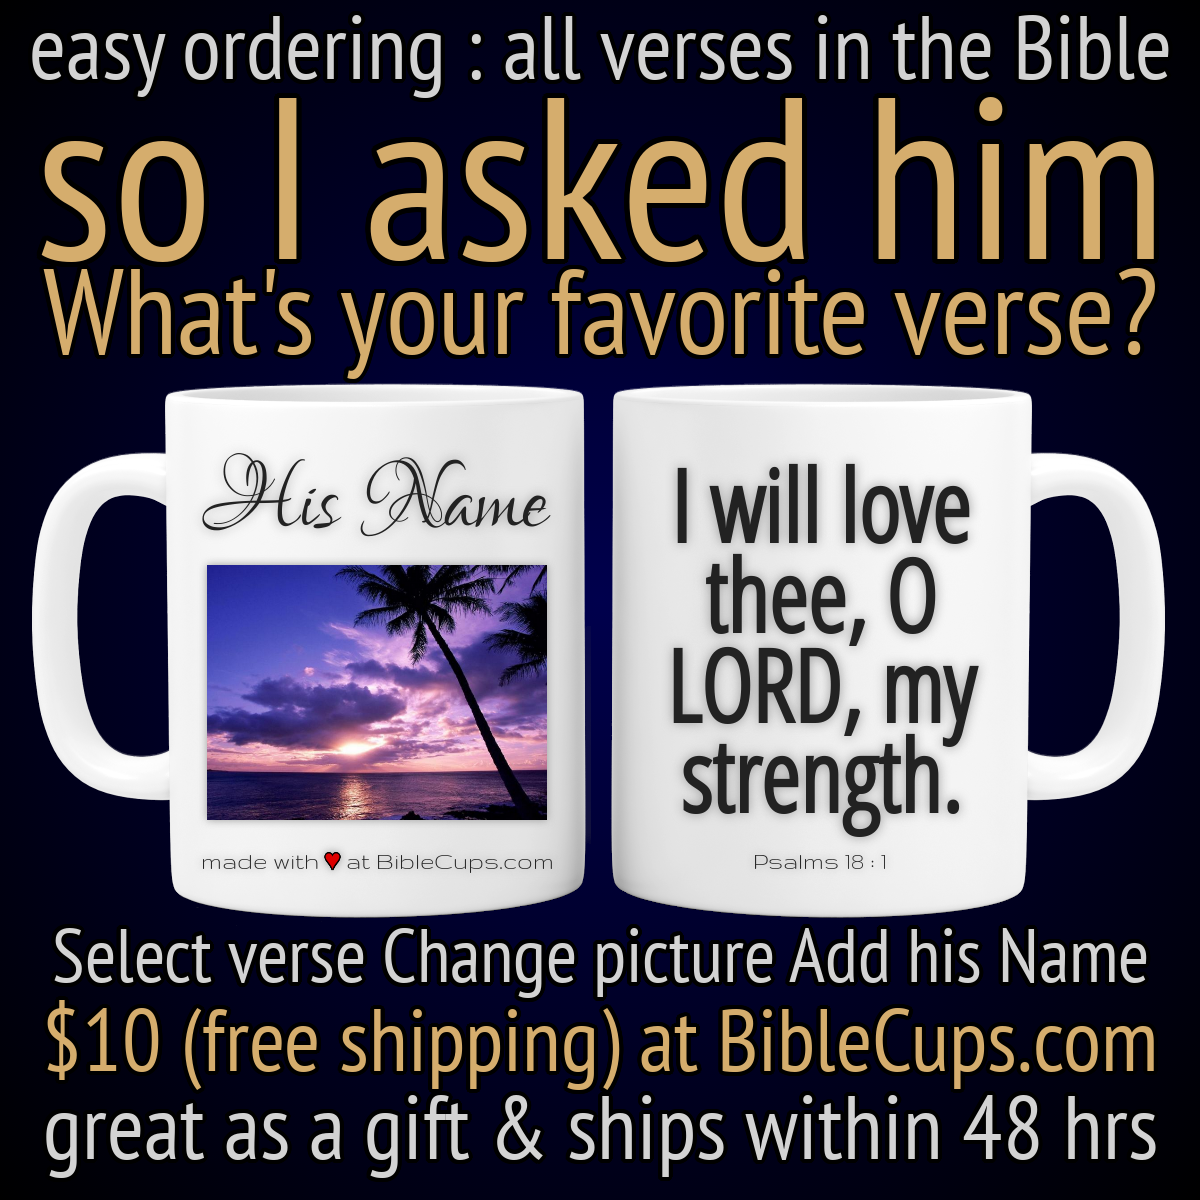 easy ordering : all verses in the Bible
so I asked him
What's your favorite verse?
His Name
made with ❤ at BibleCups.com
I will love
thee, O
LORD, my
strength.
Psalms 18 : 1
Select verse Change picture Add his Name
$10 (free shipping) at BibleCups.com
great as a gift & ships within 48 hrs